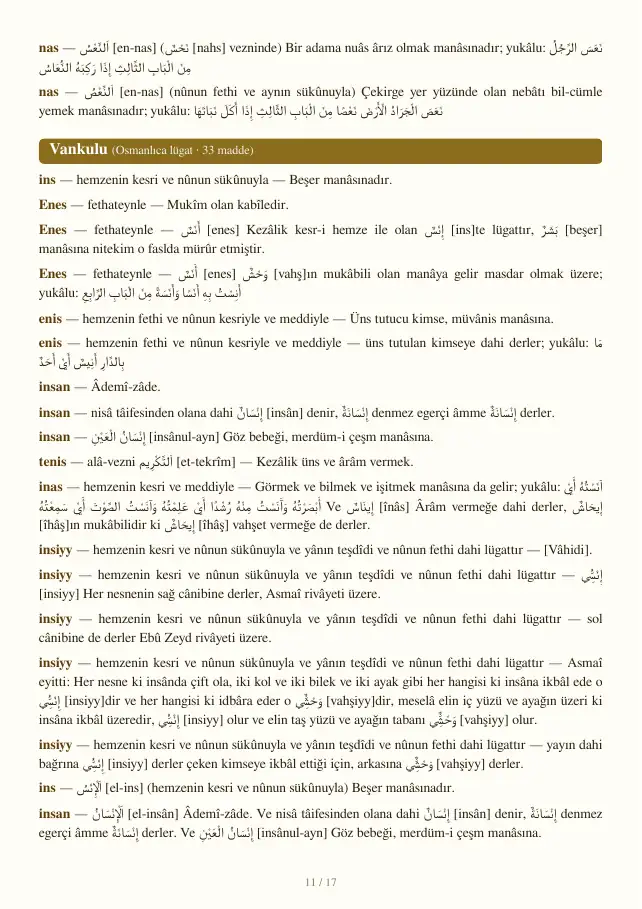 nas — اَلنَّعْسُ [en-nas] (نَحْسٌ [nahs] vezninde) Bir adama nuâs ârız olmak manâsınadır; yukâlu: نَعَسَ الرَّجُلُ
مِنَ الْبَابِ الثَّالِثِ إِذَا رَكِبَهُ النُّعَاسُ
nas — اَلنَّعْصُ [en-nas] (nûnun fethi ve aynın sükûnuyla) Çekirge yer yüzünde olan nebâtı bil-cümle
yemek manâsınadır; yukâlu: نَعَصَ الْجَرَادُ الْأَرْضَ نَعْصًا مِنَ الْبَابِ الثَّالِثِ إِذَا أَكَلَ نَبَاتَهَا
Vankulu (Osmanlıca lügat · 33 madde)
ins — hemzenin kesri ve nûnun sükûnuyla — Beşer manâsınadır.
Enes — fethateynle — Mukîm olan kabîledir.
Enes — fethateynle — أَنَسٌ [enes] Kezâlik kesr-i hemze ile olan إِنْسٌ [ins]te lügattır, بَشَرٌ [beşer]
manâsına nitekim o faslda mürûr etmiştir.
Enes — fethateynle — أَنَسٌ [enes] وَحْشٌ [vahş]ın mukâbili olan manâya gelir masdar olmak üzere;
yukâlu: أَنِسْتُ بِهِ أَنَسًا وَأَنَسَةً مِنَ الْبَابِ الرَّابِعِ
enis — hemzenin fethi ve nûnun kesriyle ve meddiyle — Üns tutucu kimse, müvânis manâsına.
enis — hemzenin fethi ve nûnun kesriyle ve meddiyle — üns tutulan kimseye dahi derler; yukâlu: مَا
بِالدَّارِ أَنِيسٌ أَيْ أَحَدٌ
insan — Âdemî-zâde.
insan — nisâ tâifesinden olana dahi إِنْسَانٌ [insân] denir, إِنْسَانَةٌ denmez egerçi âmme إِنْسَانَةٌ derler.
insan — إِنْسَانُ الْعَيْنِ [insânul-ayn] Göz bebeği, merdüm-i çeşm manâsına.
tenis — alâ-vezni اَلتَّكْرِيم [et-tekrîm] — Kezâlik üns ve ârâm vermek.
inas — hemzenin kesri ve meddiyle — Görmek ve bilmek ve işitmek manâsına da gelir; yukâlu: آنَسْتُهُ أَيْ
أَبْصَرْتُهُ وَآنَسْتُ مِنْهُ رُشْدًا أَيْ عَلِمْتُهُ وَآنَسْتُ الصَّوْتَ أَيْ سَمِعْتُهُ Ve إِينَاسٌ [înâs] Ârâm vermeğe dahi derler, إِيحَاشٌ
[îhâş]ın mukâbilidir ki إِيحَاشٌ [îhâş] vahşet vermeğe de derler.
insiyy — hemzenin kesri ve nûnun sükûnuyla ve yânın teşdîdi ve nûnun fethi dahi lügattır — [Vâhidi].
insiyy — hemzenin kesri ve nûnun sükûnuyla ve yânın teşdîdi ve nûnun fethi dahi lügattır — إِنْسِيٌّ
[insiyy] Her nesnenin sağ cânibine derler, Asmaî rivâyeti üzere.
insiyy — hemzenin kesri ve nûnun sükûnuyla ve yânın teşdîdi ve nûnun fethi dahi lügattır — sol
cânibine de derler Ebû Zeyd rivâyeti üzere.
insiyy — hemzenin kesri ve nûnun sükûnuyla ve yânın teşdîdi ve nûnun fethi dahi lügattır — Asmaî
eyitti: Her nesne ki insânda çift ola, iki kol ve iki bilek ve iki ayak gibi her hangisi ki insâna ikbâl ede o
إِنْسِيٌّ [insiyy]dir ve her hangisi ki idbâra eder o وَحْشِيٌّ [vahşiyy]dir, meselâ elin iç yüzü ve ayağın üzeri ki
insâna ikbâl üzeredir, إِنْسِيٌّ [insiyy] olur ve elin taş yüzü ve ayağın tabanı وَحْشِيٌّ [vahşiyy] olur.
insiyy — hemzenin kesri ve nûnun sükûnuyla ve yânın teşdîdi ve nûnun fethi dahi lügattır — yayın dahi
bağrına إِنْسِيٌّ [insiyy] derler çeken kimseye ikbâl ettiği için, arkasına وَحْشِيٌّ [vahşiyy] derler.
ins — اَلْإِنْسُ [el-ins] (hemzenin kesri ve nûnun sükûnuyla) Beşer manâsınadır.
insan — اَلْإِنْسَانُ [el-insân] Âdemî-zâde. Ve nisâ tâifesinden olana dahi إِنْسَانٌ [insân] denir, إِنْسَانَةٌ denmez
egerçi âmme إِنْسَانَةٌ derler. Ve إِنْسَانُ الْعَيْنِ [insânul-ayn] Göz bebeği, merdüm-i çeşm manâsına.
11 / 17